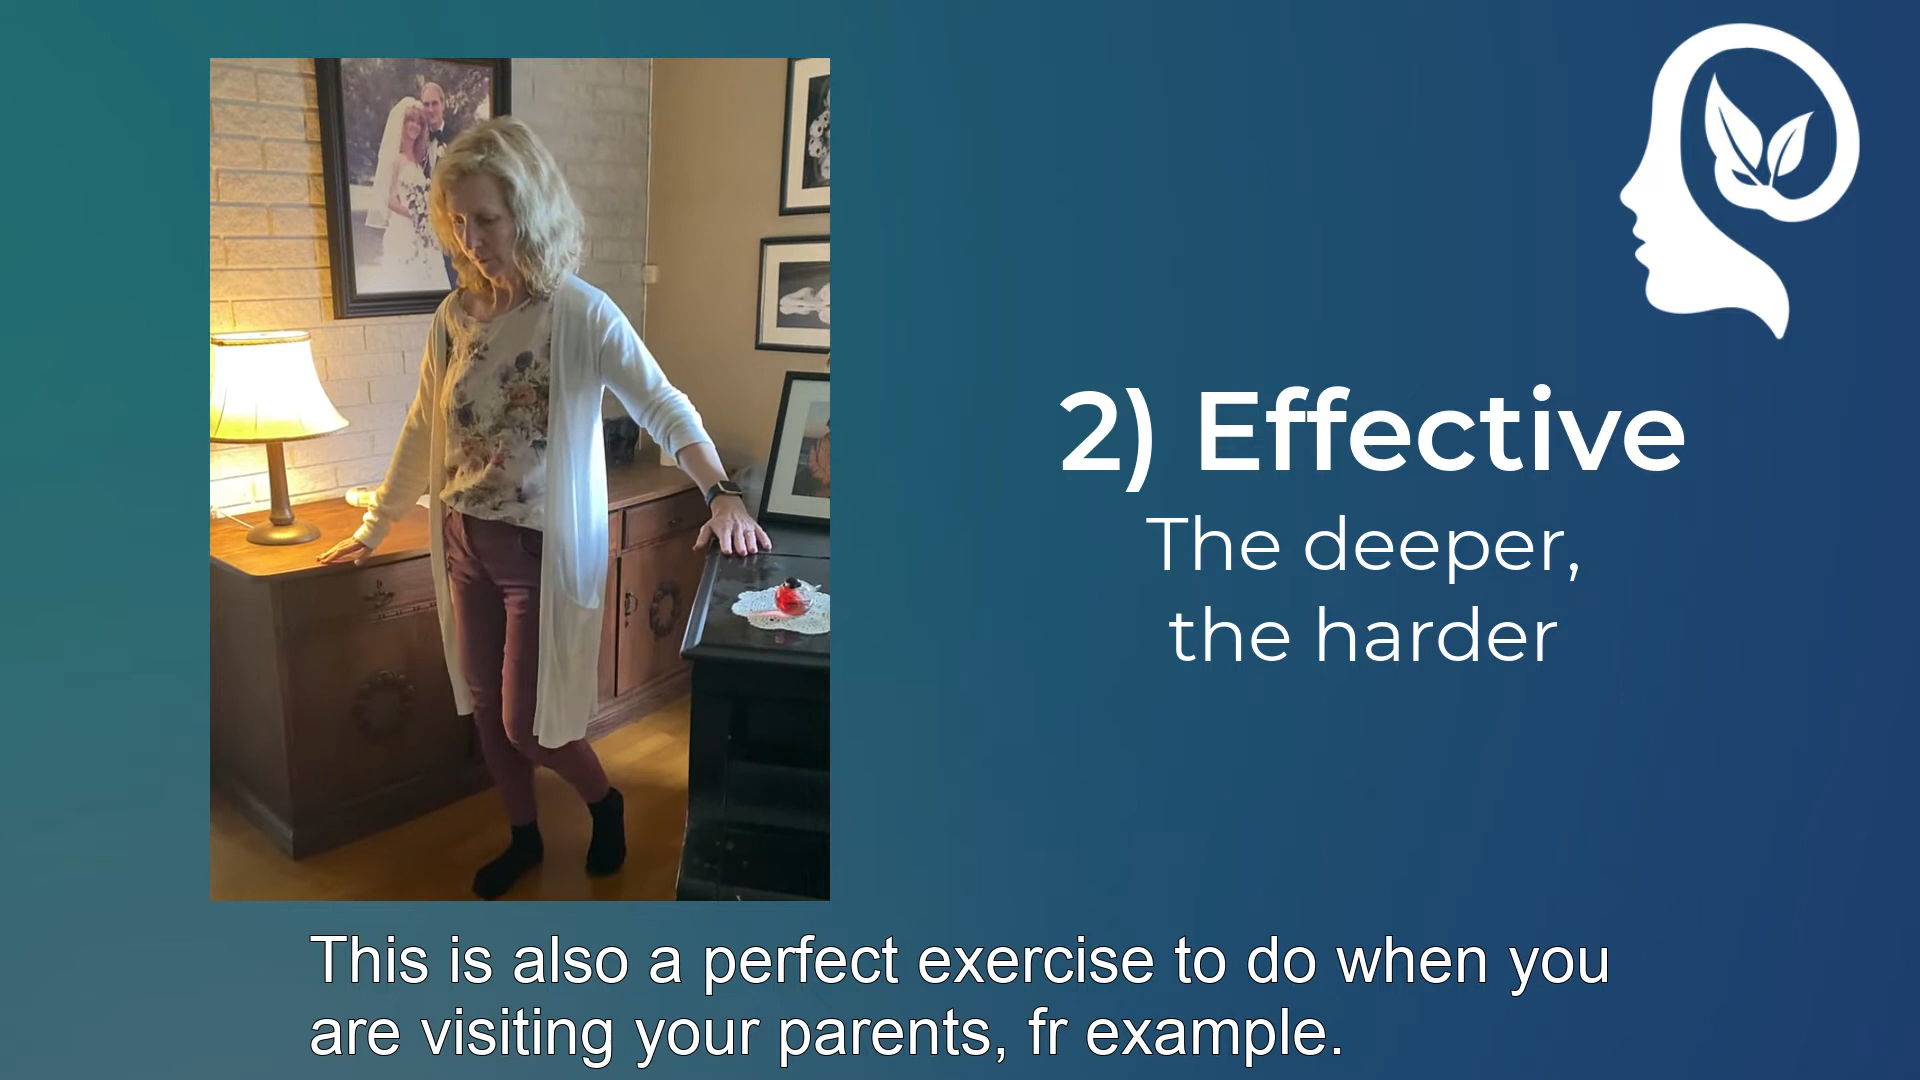 2) Effective
The deeper,
the harder
This is also a perfect exercise to do when you
are visiting your parents, fr example.